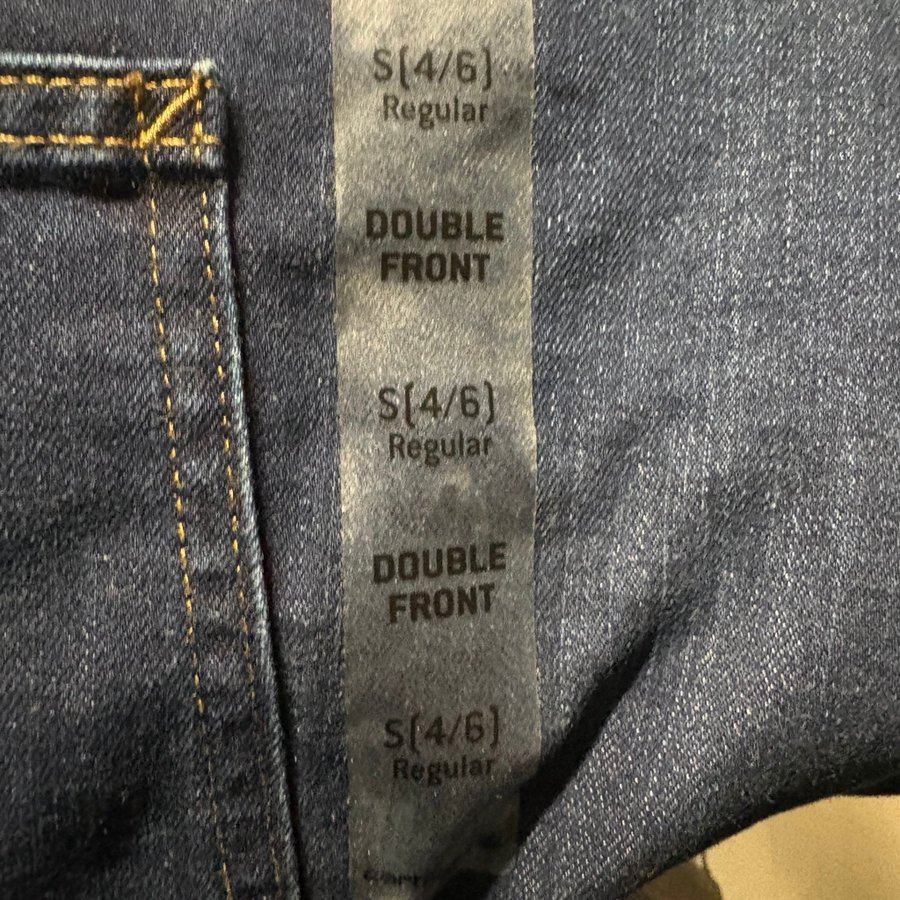 S(4/6)
Regular
DOUBLE
FRONT
S(4/6)
Regular
DOUBLE
FRONT
S(4/6)
Regular